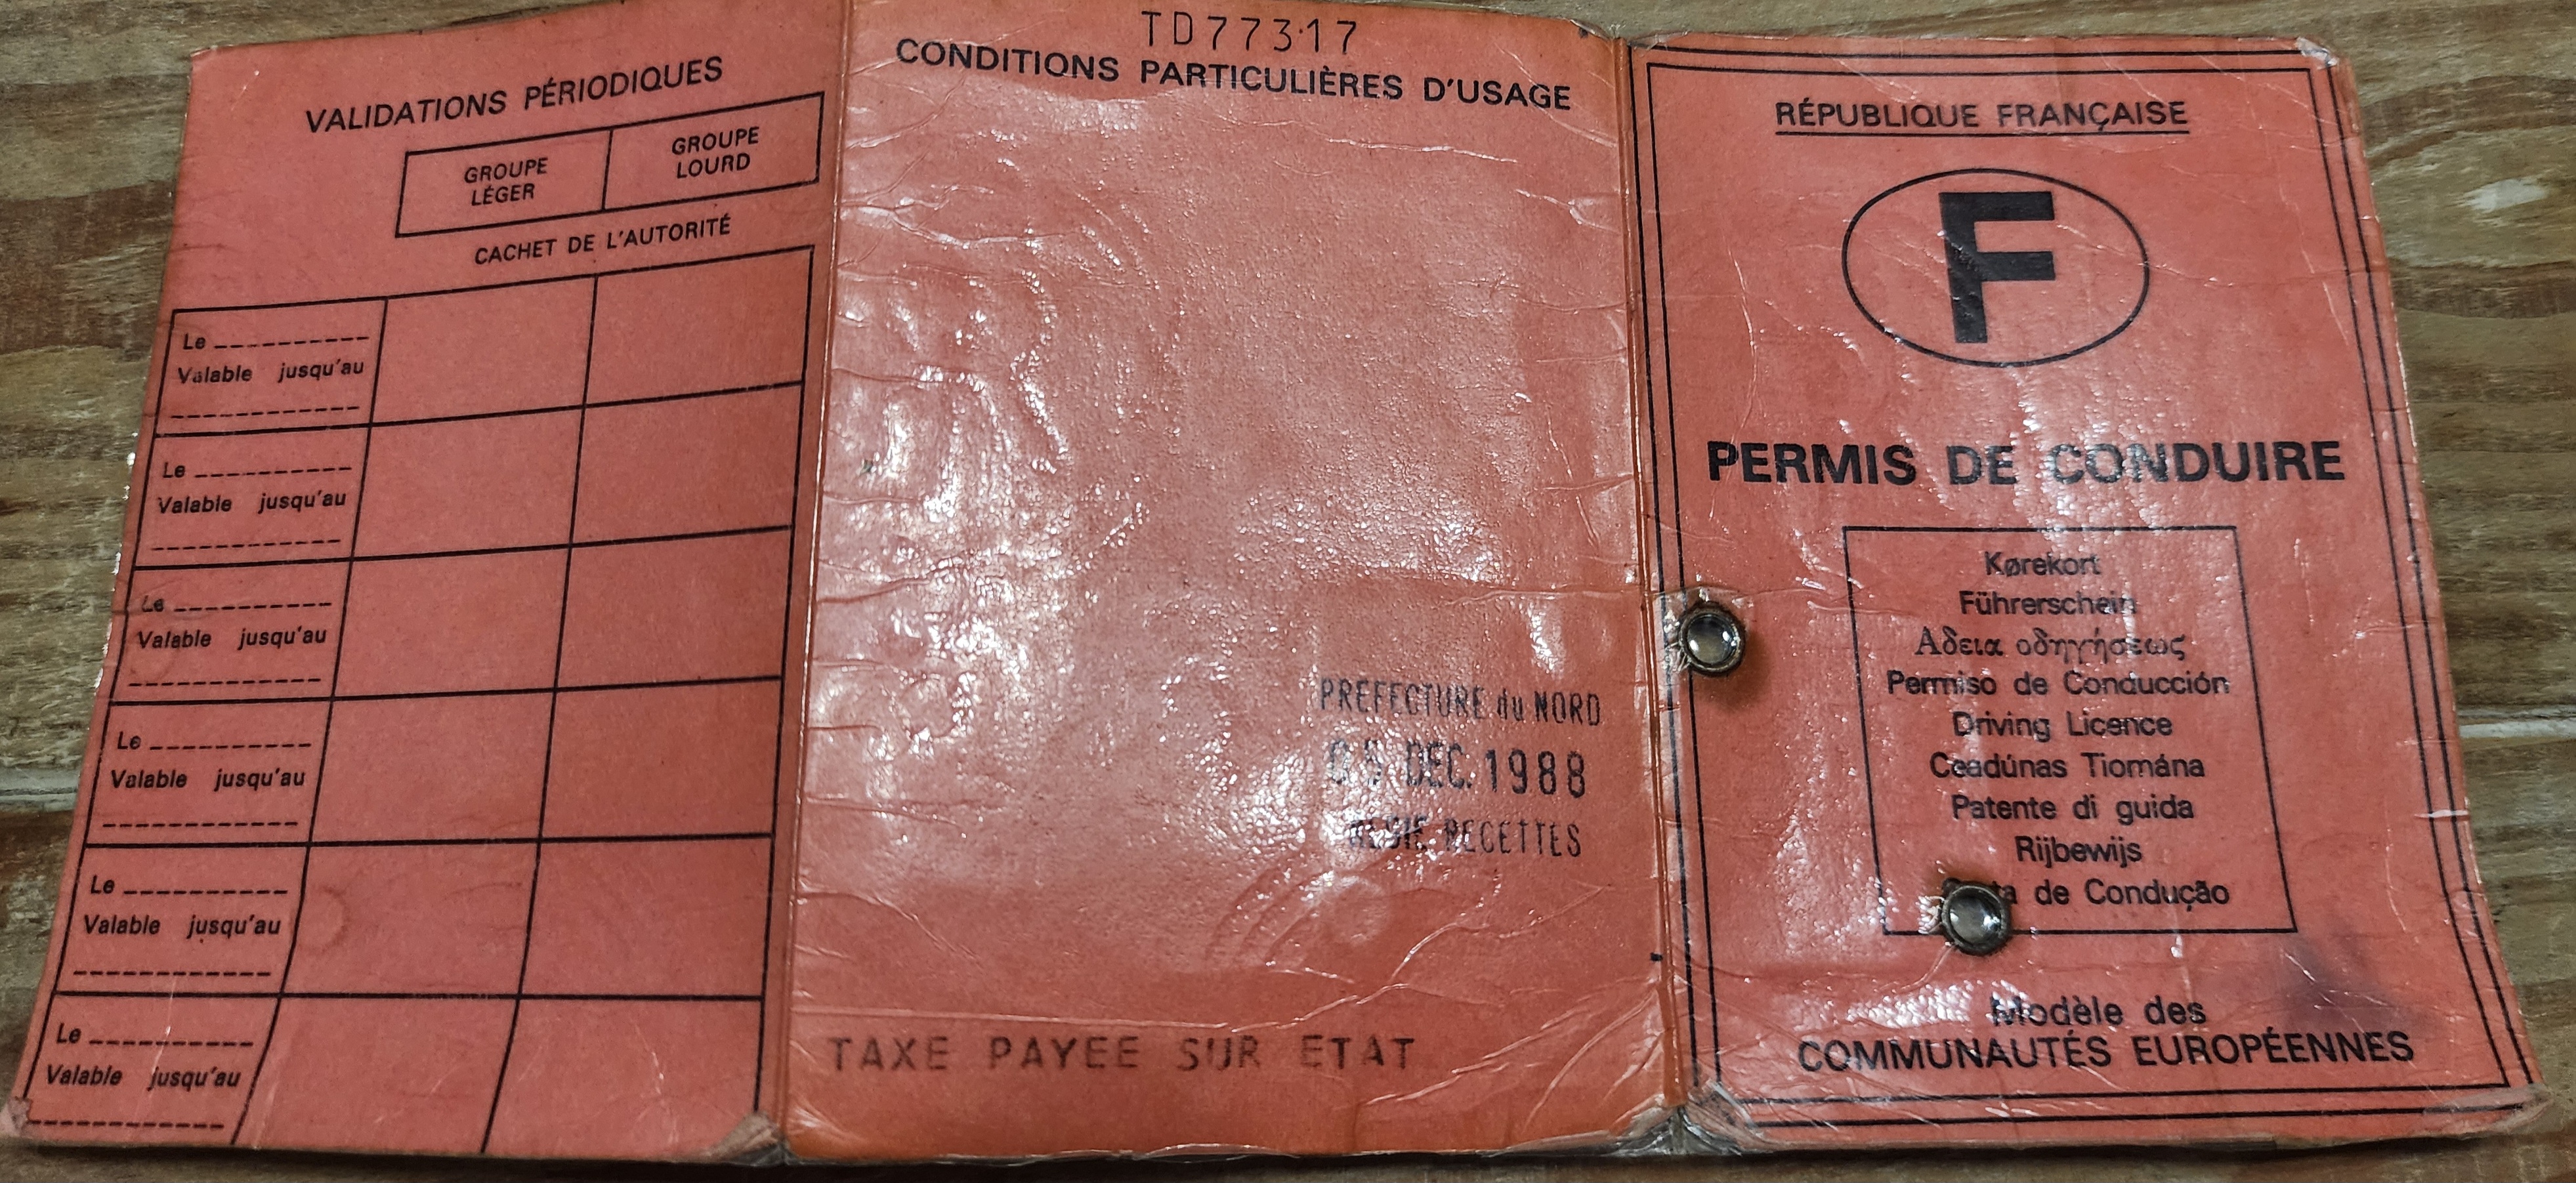 VALIDATIONS PÉRIODIQUES
GROUPE
LÉGER
GROUPE
LOURD
CACHET DE L'AUTORITÉ
Le
Valable jusqu'au
Le
Valable jusqu'au
Le
Valable jusqu'au
Le
Valable jusqu'au
Le
Valable jusqu'au
Le
Valable jusqu'au
TD77317
CONDITIONS PARTICULIÈRES D'USAGE
PREFECTURE du NORD
DEC. 1988
RECETTES
TAXE PAYEE SUR ETAT
RÉPUBLIQUE FRANÇAISE
F
PERMIS DE CONDUIRE
Kørekort
Führerschein
Αδεια οδηγήσεως
Permiso de Conducción
Driving Licence
Ceadúnas Tiomána
Patente di guida
Rijbewijs
de Condução
Modèle des
COMMUNAUTÉS EUROPÉENNES